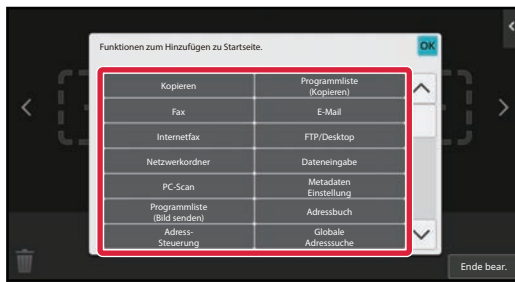 Funktionen zum Hinzufügen zu Startseite.
OK
Kopieren
Programmliste
(Kopieren)
Fax
E-Mail
Internetfax
FTP/Desktop
Netzwerkordner
Dateneingabe
PC-Scan
Metadaten
Einstellung
Programmliste
(Bild senden)
Adressbuch
Adress-
Steuerung
Globale
Adresssuche
Ende bear.